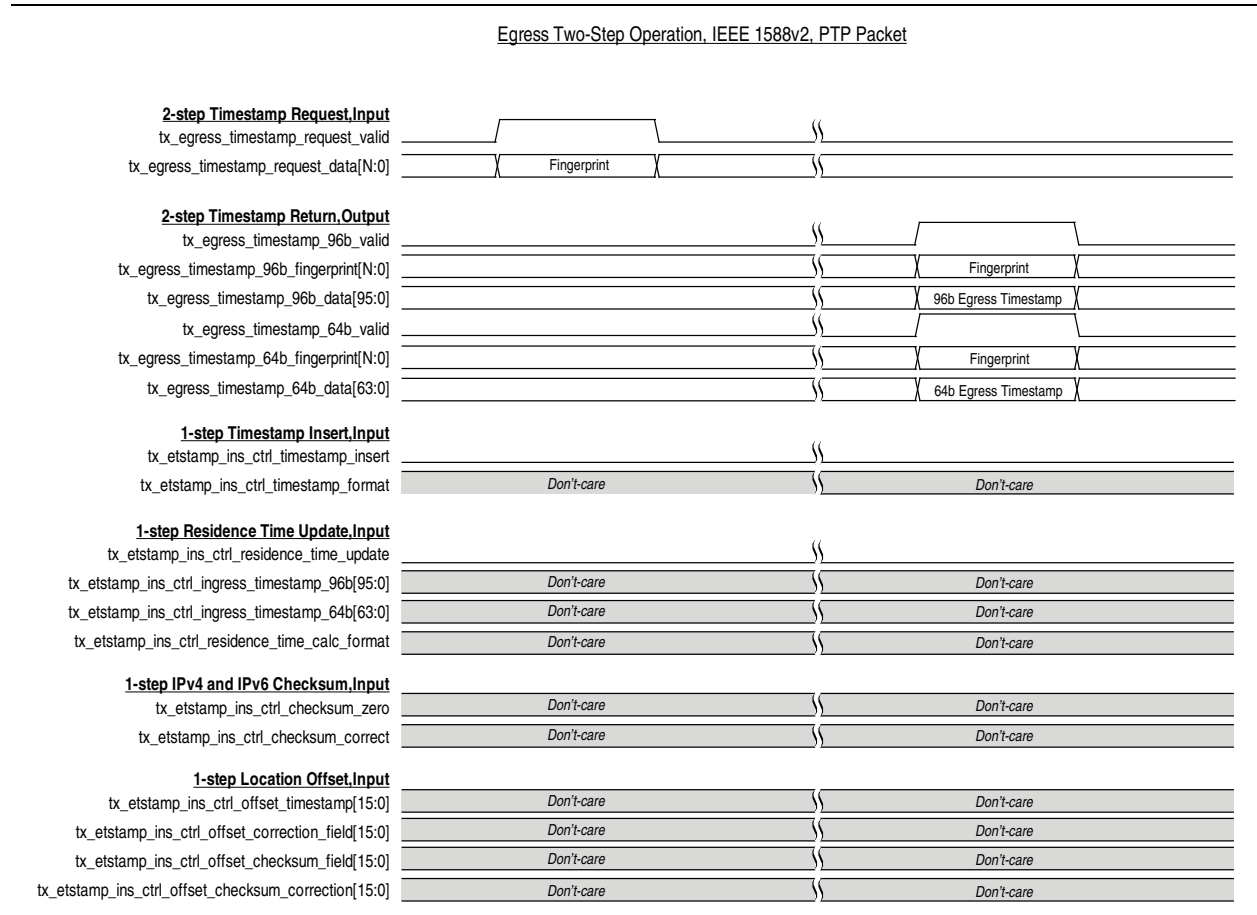 Egress Two-Step Operation, IEEE 1588v2, PTP Packet
2-step Timestamp Request,Input
tx_egress_timestamp_request_valid
tx_egress_timestamp_request_data[N:0] Fingerprint
2-step Timestamp Return,Output
tx_egress_timestamp_96b_valid
tx_egress_timestamp_96b_fingerprint[N:0] Fingerprint
tx_egress_timestamp_96b_data[95:0] 96b Egress Timestamp
tx_egress_timestamp_64b_valid
tx_egress_timestamp_64b_fingerprint[N:0] Fingerprint
tx_egress_timestamp_64b_data[63:0] 64b Egress Timestamp
1-step Timestamp Insert,Input
tx_etstamp_ins_ctrl_timestamp_insert
tx_etstamp_ins_ctrl_timestamp_format Don't-care Don't-care
1-step Residence Time Update,Input
tx_etstamp_ins_ctrl_residence_time_update
tx_etstamp_ins_ctrl_ingress_timestamp_96b[95:0] Don't-care Don't-care
tx_etstamp_ins_ctrl_ingress_timestamp_64b[63:0] Don't-care Don't-care
tx_etstamp_ins_ctrl_residence_time_calc_format Don't-care Don't-care
1-step IPv4 and IPv6 Checksum,Input
tx_etstamp_ins_ctrl_checksum_zero Don't-care Don't-care
tx_etstamp_ins_ctrl_checksum_correct Don't-care Don't-care
1-step Location Offset,Input
tx_etstamp_ins_ctrl_offset_timestamp[15:0] Don't-care Don't-care
tx_etstamp_ins_ctrl_offset_correction_field[15:0] Don't-care Don't-care
tx_etstamp_ins_ctrl_offset_checksum_field[15:0] Don't-care Don't-care
tx_etstamp_ins_ctrl_offset_checksum_correction[15:0] Don't-care Don't-care